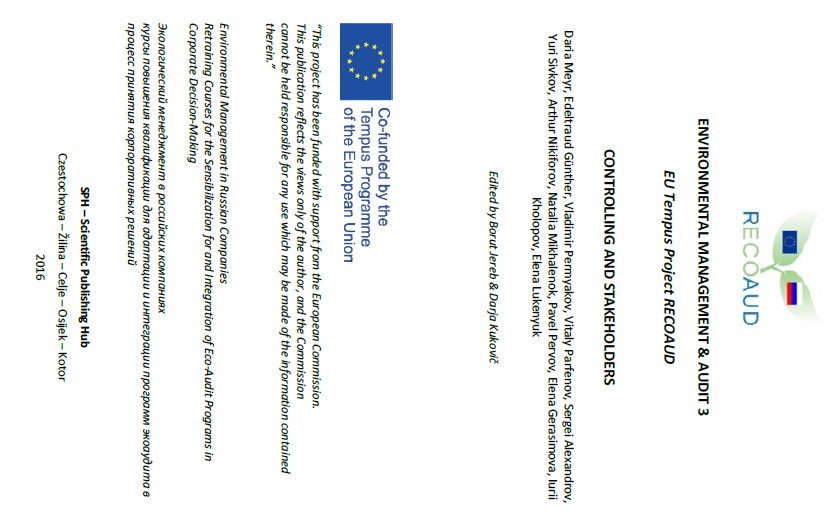 RECOAUD
ENVIRONMENTAL MANAGEMENT & AUDIT 3
EU Tempus Project RECOAUD
CONTROLLING AND STAKEHOLDERS
Daria Meyr, Edeltraud Günther, Vladimir Permyakov, Vitaly Parfenov, Sergei Alexandrov,
Yuri Sivkov, Arthur Nikiforov, Natalia Mikhalenok, Pavel Pervov, Elena Gerasimova, Iurii
Kholopov, Elena Lukenyuk
Edited by Borut Jereb & Darja Kukovič
Co-funded by the
Tempus Programme
of the European Union
“This project has been funded with support from the European Commission.
This publication reflects the views only of the author, and the Commission
cannot be held responsible for any use which may be made of the information contained
therein.”
Environmental Management in Russian Companies
Retraining Courses for the Sensibilization for and Integration of Eco-Audit Programs in
Corporate Decision-Making
Экологический менеджмент в российских компаниях
курсы повышения квалификации для адаптации и интеграции программ экоаудита в
процесс принятия корпоративных решений
SPH – Scientific Publishing Hub
Czestochowa – Žilina – Celje – Osijek – Kotor
2016